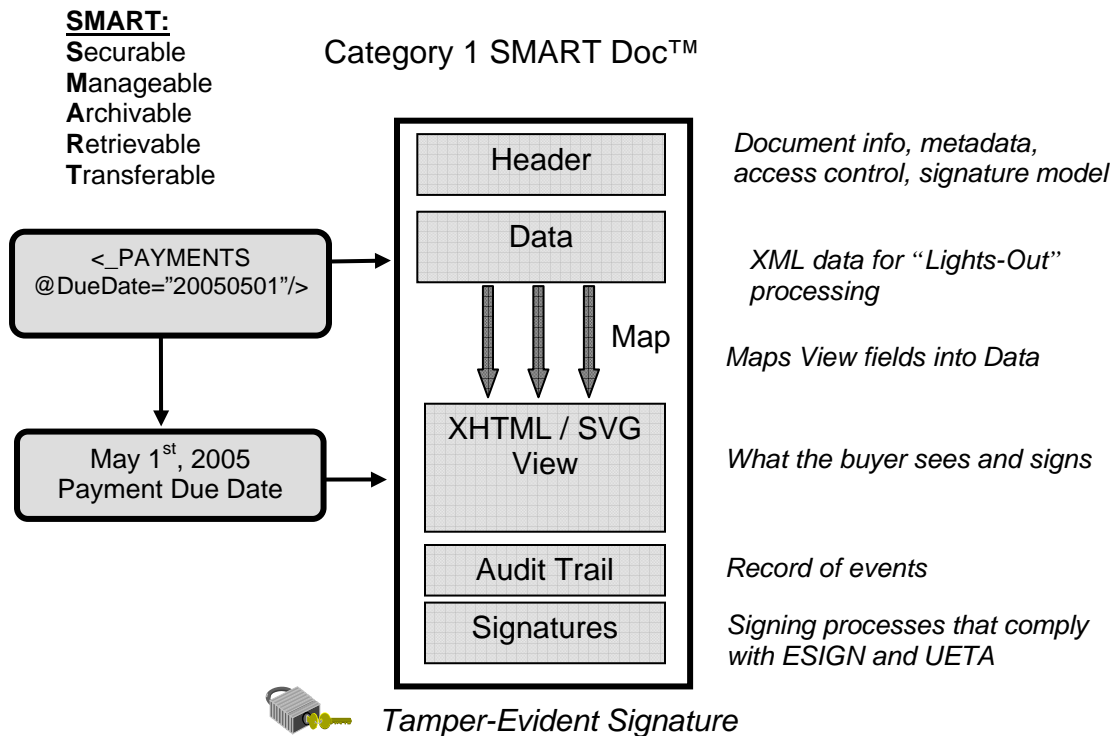 SMART:
Securable
Manageable
Archivable
Retrievable
Transferable
Category 1 SMART Doc™
Header
Document info, metadata,
access control, signature model
Data
<_PAYMENTS
@DueDate=”20050501”/>
XML data for “Lights-Out”
processing
Map
Maps View fields into Data
XHTML / SVG
View
May 1st, 2005
Payment Due Date
What the buyer sees and signs
Audit Trail
Record of events
Signatures
Signing processes that comply
with ESIGN and UETA
Tamper-Evident Signature